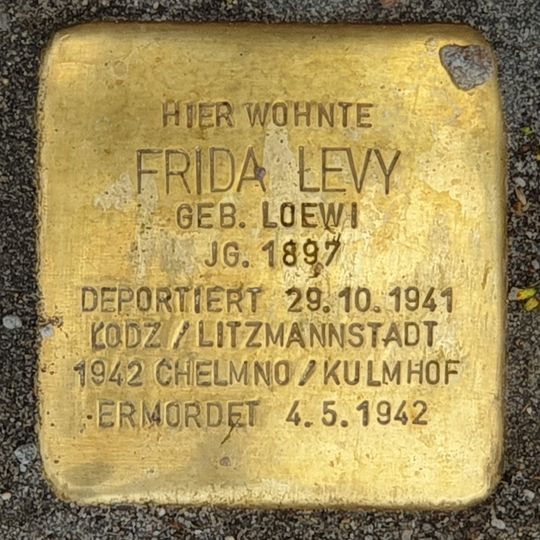 HIER WOHNTE
FRIDA LEVY
GEB. LOEWI
JG. 1897
DEPORTIERT 29.10.1941
ŁODZ / LITZMANNSTADT
1942 CHELMNO / KULMHOF
ERMORDET 4.5.1942